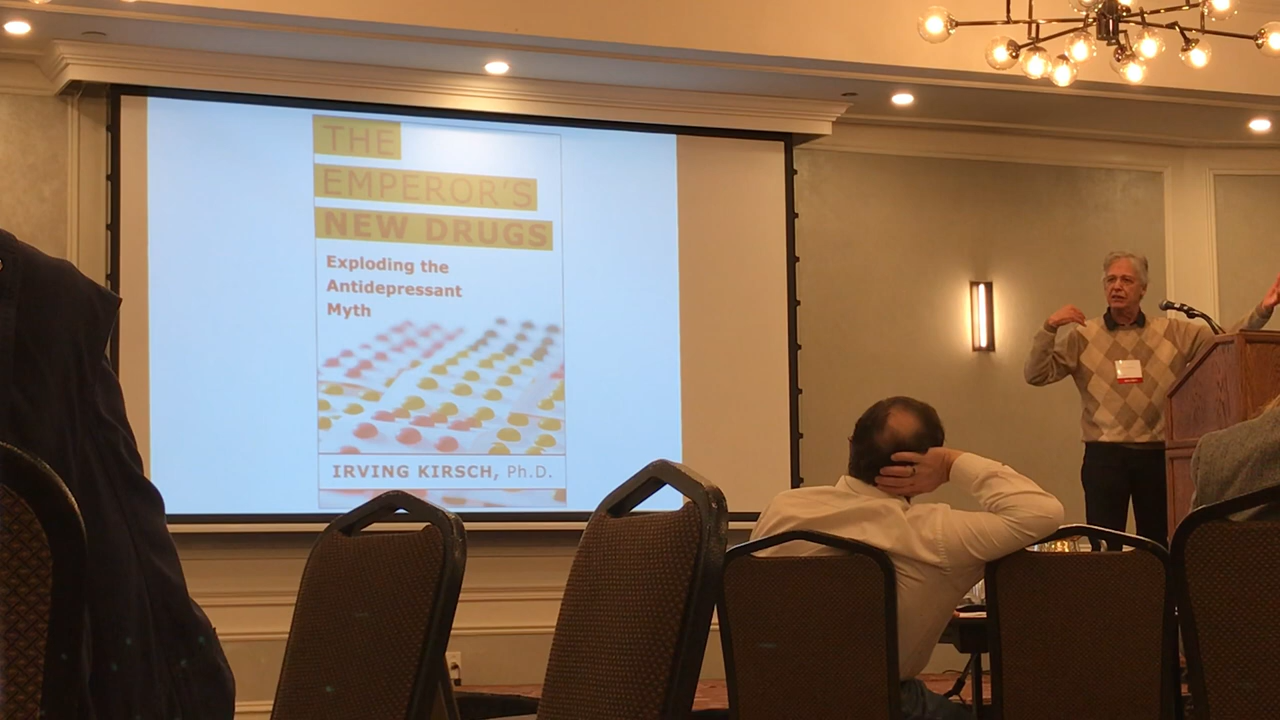 THE
EMPEROR'S
NEW DRUGS
Exploding the
Antidepressant
Myth
IRVING KIRSCH, Ph.D.